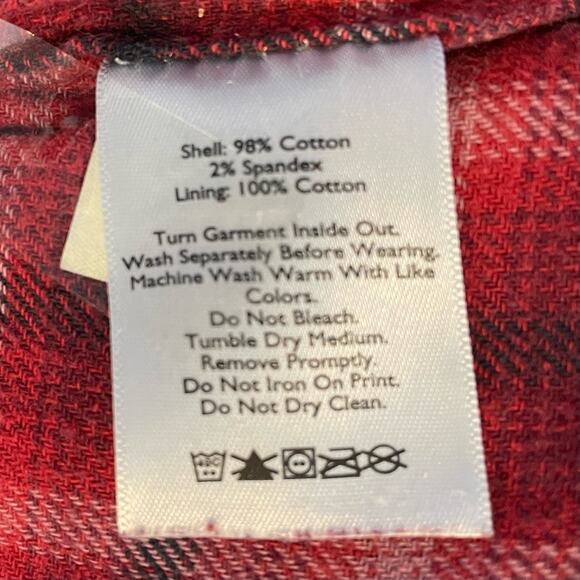 Shell: 98% Cotton
2% Spandex
Lining: 100% Cotton
Turn Garment Inside Out.
Wash Separately Before Wearing.
Machine Wash Warm With Like
Colors.
Do Not Bleach.
Tumble Dry Medium.
Remove Promptly.
Do Not Iron On Print.
Do Not Dry Clean.